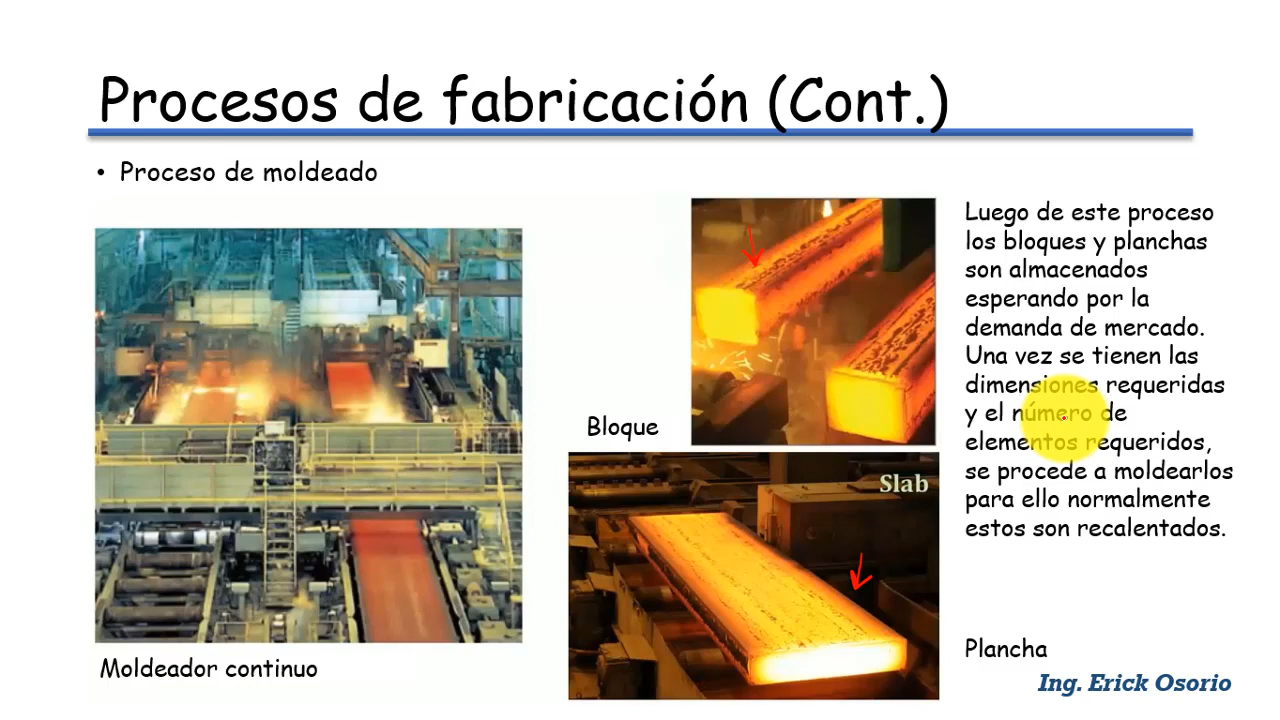 Procesos de fabricación (Cont.)
• Proceso de moldeado
Luego de este proceso
los bloques y planchas
son almacenados
esperando por la
demanda de mercado.
Una vez se tienen las
dimensiones requeridas
y el número de
elementos requeridos,
se procede a moldearlos
para ello normalmente
estos son recalentados.
Bloque
Slab
Moldeador continuo
Plancha
Ing. Erick Osorio